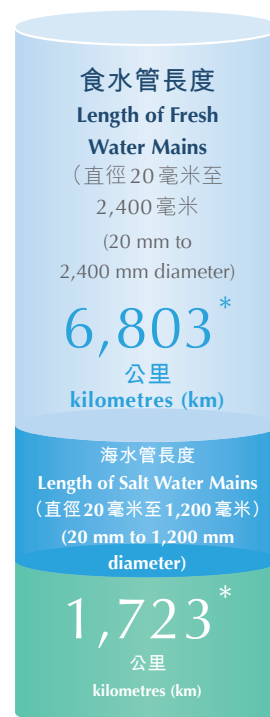 食水管長度
Length of Fresh
Water Mains
（直徑20毫米至
2,400毫米
(20 mm to
2,400 mm diameter)
6,803*
公里
kilometres (km)
海水管長度
Length of Salt Water Mains
（直徑20毫米至1,200毫米）
(20 mm to 1,200 mm
diameter)
1,723*
公里
kilometres (km)